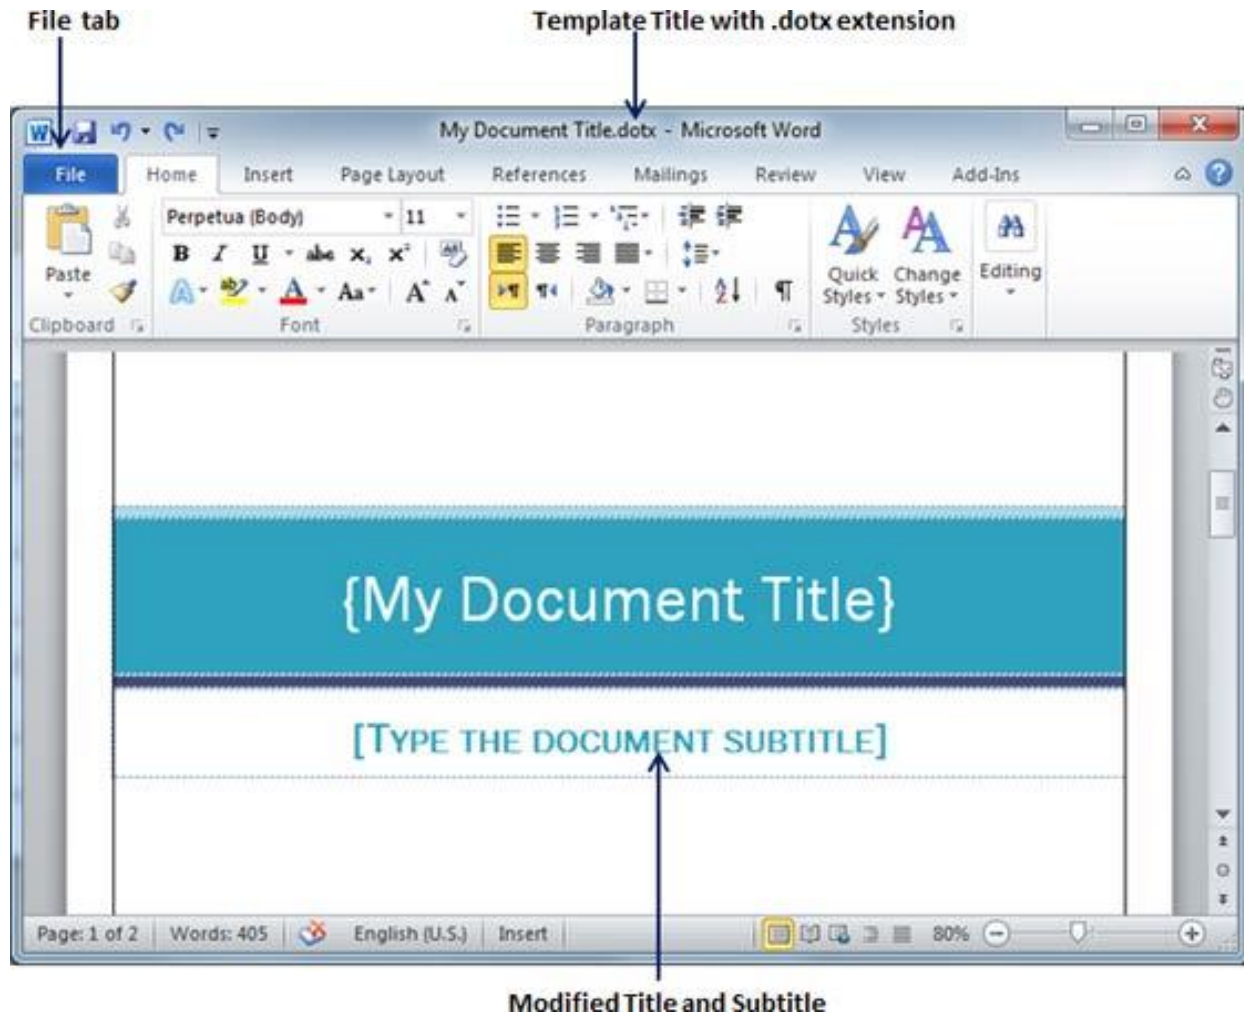 File tab
Template Title with .dotx extension
W
My Document Title.dotx - Microsoft Word
File Home Insert Page Layout References Mailings Review View Add-Ins
Perpetua (Body) 11
B I U abc x, x²
Aa A A
Paste
Quick Styles
Change Styles
Editing
Clipboard Font Paragraph Styles
{My Document Title}
[TYPE THE DOCUMENT SUBTITLE]
Page: 1 of 2 Words: 405 English (U.S.) Insert 80%
Modified Title and Subtitle